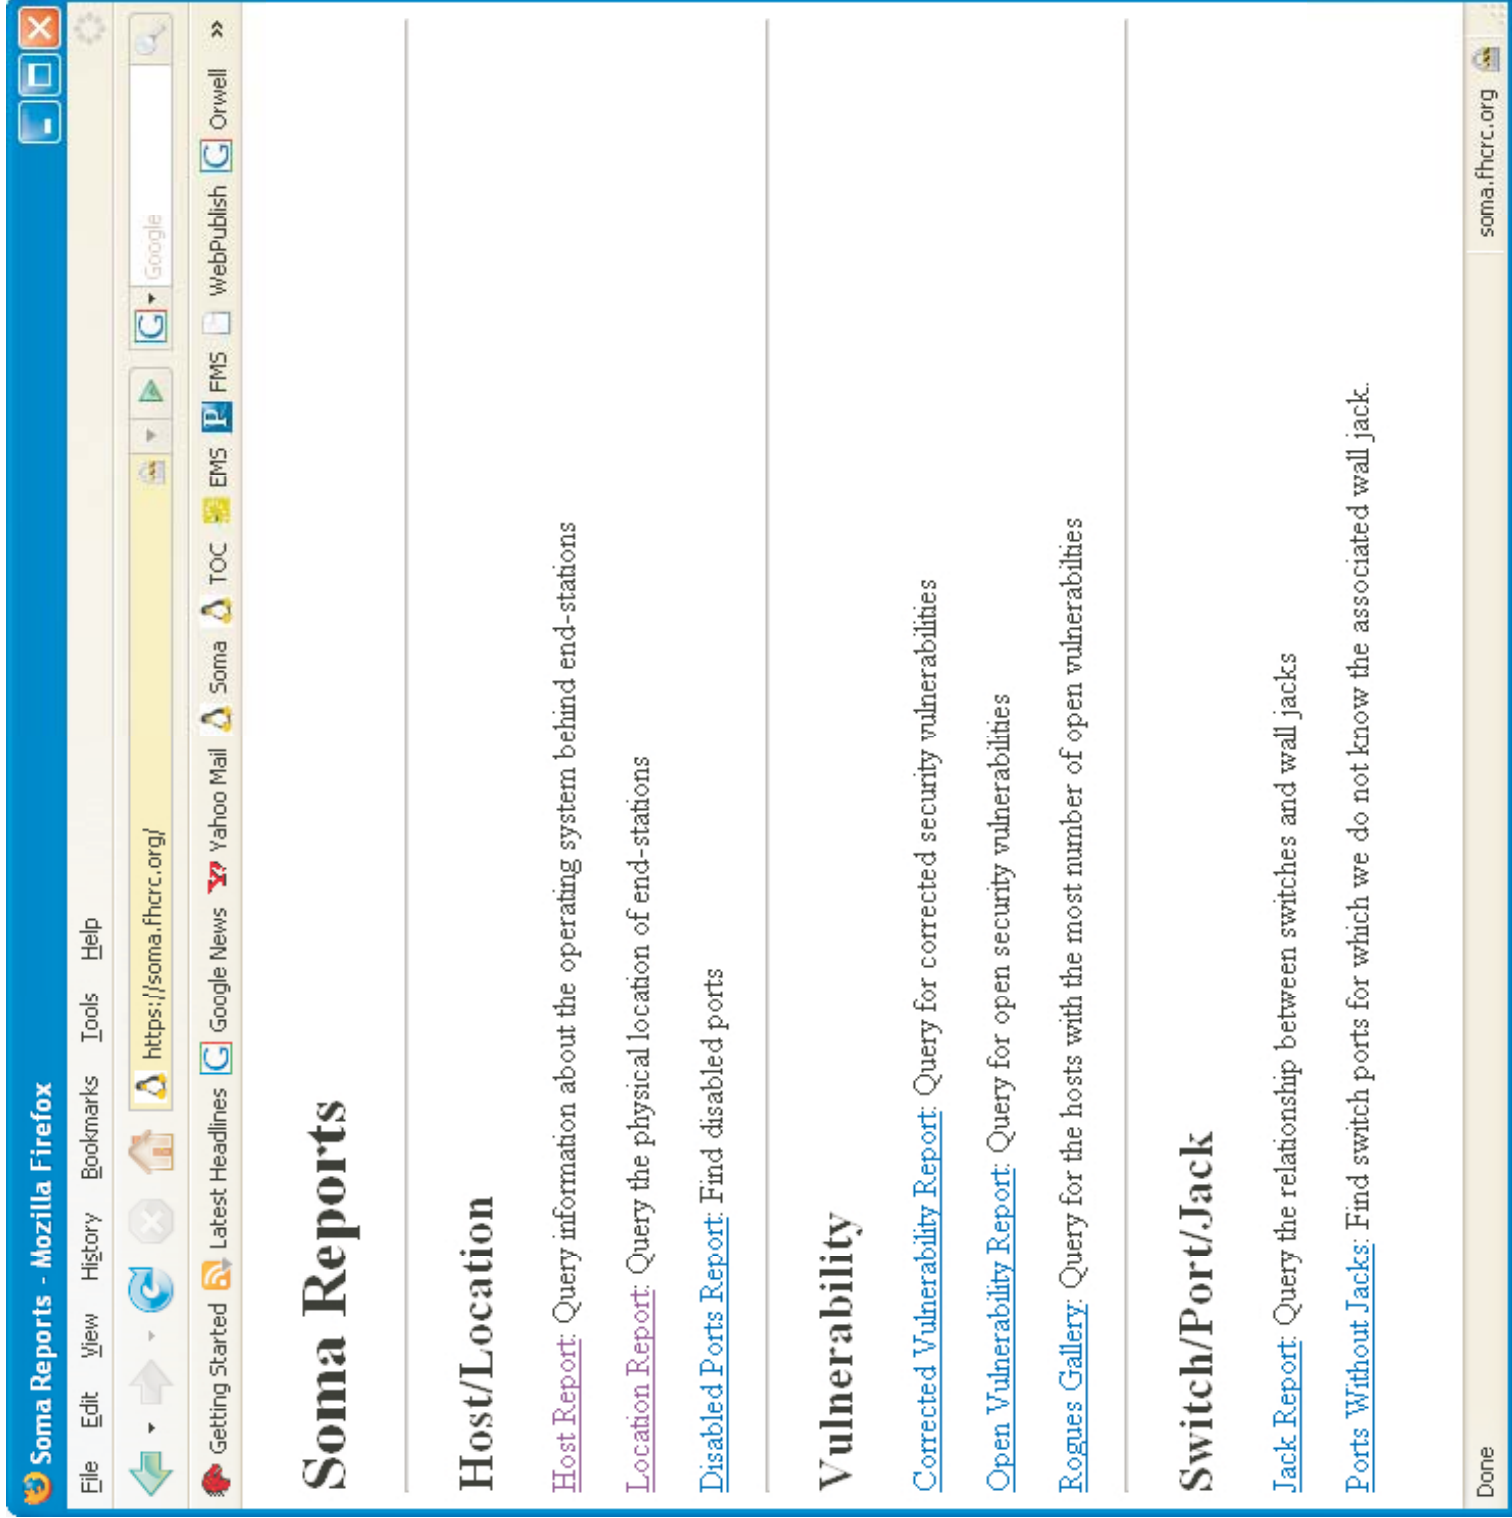 Soma Reports - Mozilla Firefox
File Edit View History Bookmarks Tools Help
https://soma.fhcrc.org/ Google
Getting Started Latest Headlines Google News Yahoo Mail Soma TOC EMS FMS WebPublish Orwell »
Soma Reports
Host/Location
Host Report: Query information about the operating system behind end-stations
Location Report: Query the physical location of end-stations
Disabled Ports Report: Find disabled ports
Vulnerability
Corrected Vulnerability Report: Query for corrected security vulnerabilities
Open Vulnerability Report: Query for open security vulnerabilities
Rogues Gallery: Query for the hosts with the most number of open vulnerabilties
Switch/Port/Jack
Jack Report: Query the relationship between switches and wall jacks
Ports Without Jacks: Find switch ports for which we do not know the associated wall jack.
Done soma.fhcrc.org